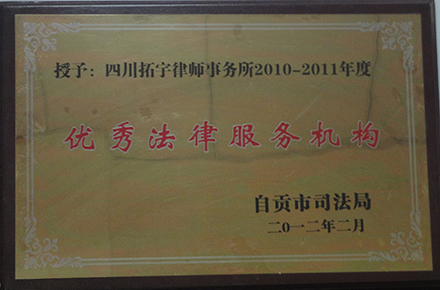 授予：四川拓宇律师事务所2010-2011年度
优秀法律服务机构
自贡市司法局
二〇一二年二月